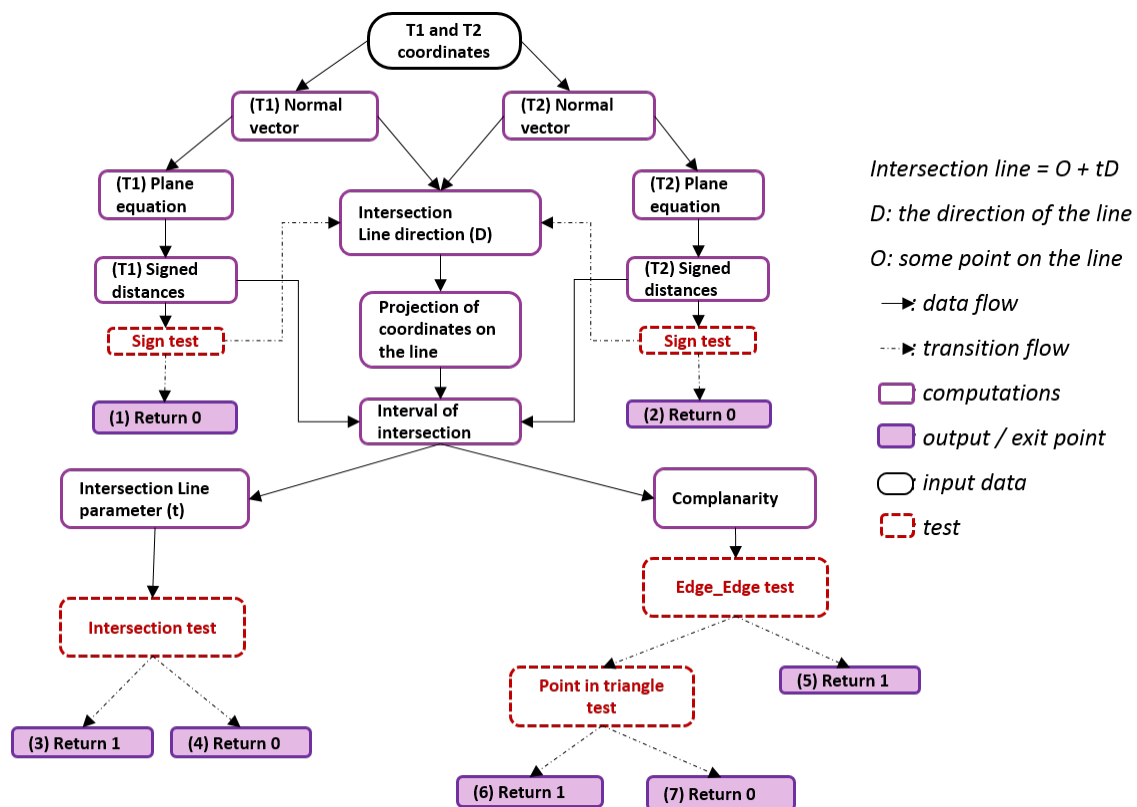 T1 and T2
coordinates
(T1) Normal
vector
(T2) Normal
vector
(T1) Plane
equation
Intersection
Line direction (D)
(T2) Plane
equation
(T1) Signed
distances
(T2) Signed
distances
Projection of
coordinates on
the line
Sign test
Sign test
(1) Return 0
Interval of
intersection
(2) Return 0
Intersection Line
parameter (t)
Complanarity
Edge_Edge test
Intersection test
Point in triangle
test
(5) Return 1
(3) Return 1
(4) Return 0
(6) Return 1
(7) Return 0
Intersection line = O + tD
D: the direction of the line
O: some point on the line
: data flow
: transition flow
: computations
: output / exit point
: input data
: test